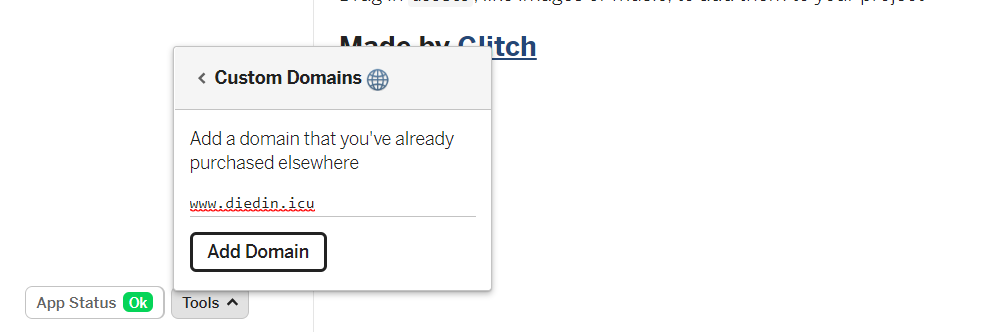 Made by Glitch
Custom Domains
Add a domain that you've already
purchased elsewhere
www.diedin.icu
Add Domain
App Status Ok
Tools